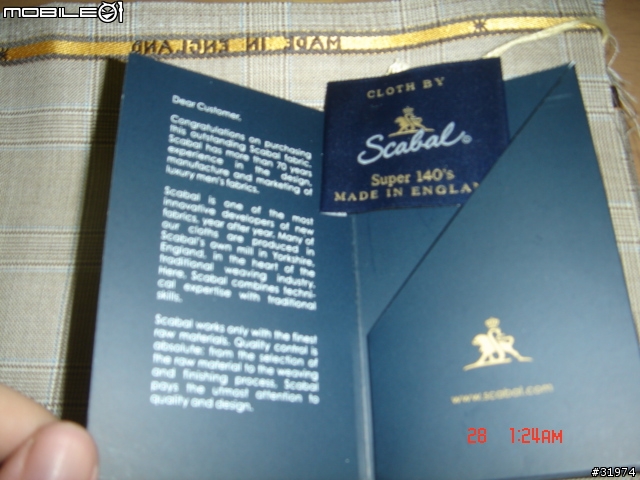 MOBILE01
MADE IN ENGLAND
Dear Customer,
Congratulations on purchasing
this outstanding Scabal fabric.
Scabal has more than 70 years
experience in the design,
manufacture and marketing of
luxury men's fabrics.
Scabal is one of the most
innovative developers of new
fabrics, year after year. Many of
our cloths are produced in
Scabal's own mill in Yorkshire,
England, in the heart of the
traditional weaving industry.
Here, Scabal combines techni-
cal expertise with traditional
skills.
Scabal works only with the finest
raw materials. Quality control is
absolute: from the selection of
the raw material to the weaving
and finishing process, Scabal
pays the utmost attention to
quality and design.
CLOTH BY
Scabal®
Super 140's
MADE IN ENGLA
www.scabal.com
28 1:24AM
#31974